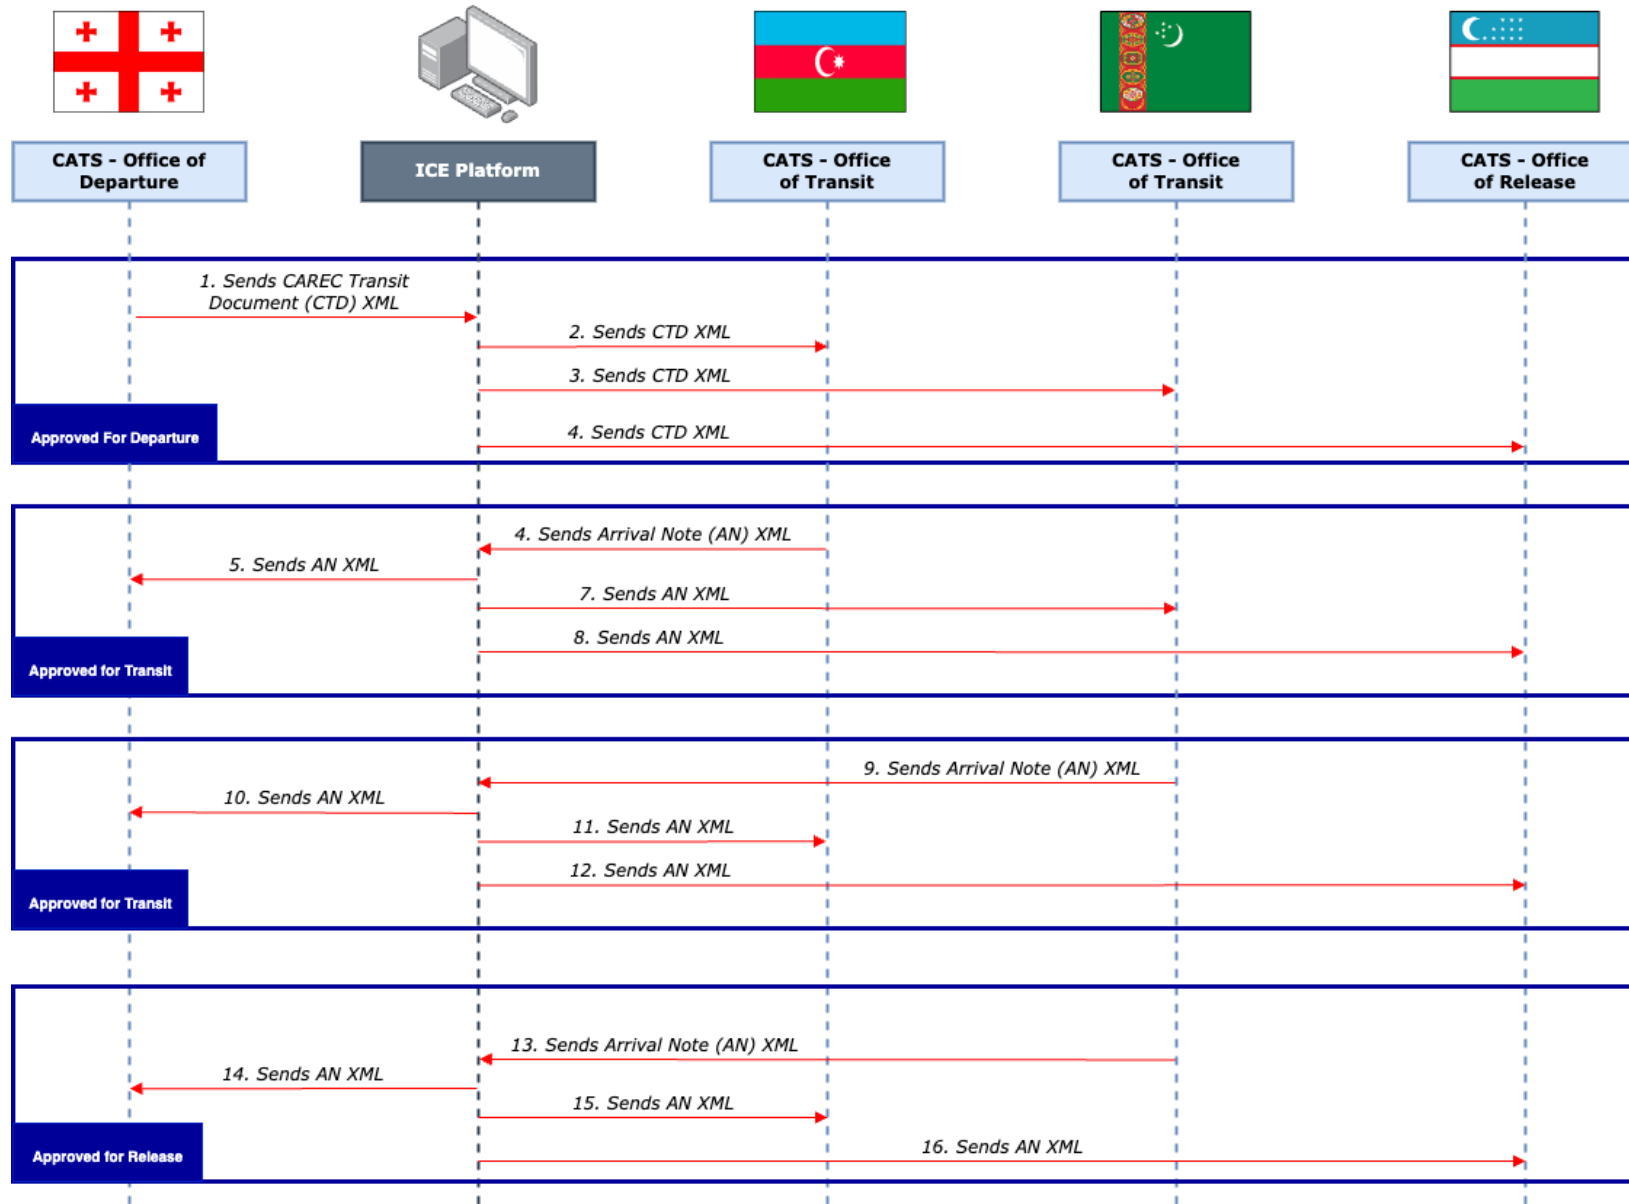 CATS - Office of
Departure
ICE Platform
CATS - Office
of Transit
CATS - Office
of Transit
CATS - Office
of Release
1. Sends CAREC Transit
Document (CTD) XML
2. Sends CTD XML
3. Sends CTD XML
4. Sends CTD XML
Approved For Departure
4. Sends Arrival Note (AN) XML
5. Sends AN XML
7. Sends AN XML
8. Sends AN XML
Approved for Transit
9. Sends Arrival Note (AN) XML
10. Sends AN XML
11. Sends AN XML
12. Sends AN XML
Approved for Transit
13. Sends Arrival Note (AN) XML
14. Sends AN XML
15. Sends AN XML
16. Sends AN XML
Approved for Release